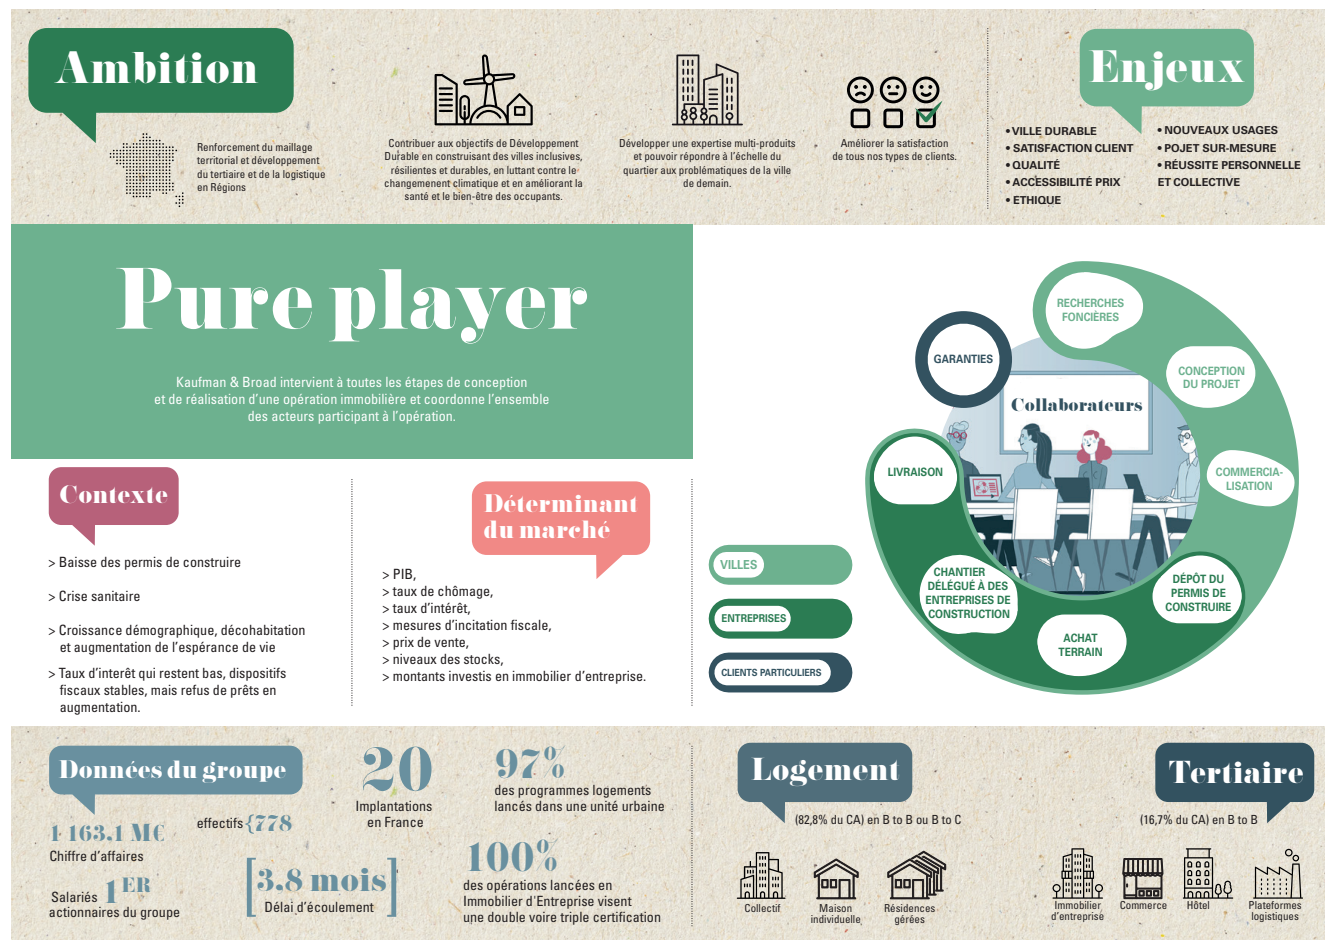 Ambition
Renforcement du maillage
territorial et développement
du tertiaire et de la logistique
en Régions
Contribuer aux objectifs de Développement
Durable en construisant des villes inclusives,
résilientes et durables, en luttant contre le
changemenent climatique et en améliorant la
santé et le bien-être des occupants.
Développer une expertise multi-produits
et pouvoir répondre à l'échelle du
quartier aux problématiques de la ville
de demain.
Améliorer la satisfaction
de tous nos types de clients.
Enjeux
• VILLE DURABLE
• SATISFACTION CLIENT
• QUALITÉ
• ACCESSIBILITÉ PRIX
• ETHIQUE
• NOUVEAUX USAGES
• POJET SUR-MESURE
• RÉUSSITE PERSONNELLE
ET COLLECTIVE
Pure player
Kaufman & Broad intervient à toutes les étapes de conception
et de réalisation d'une opération immobilière et coordonne l'ensemble
des acteurs participant à l'opération.
Contexte
> Baisse des permis de construire
> Crise sanitaire
> Croissance démographique, décohabitation
et augmentation de l'espérance de vie
> Taux d'interêt qui restent bas, dispositifs
fiscaux stables, mais refus de prêts en
augmentation.
Déterminant
du marché
> PIB,
> taux de chômage,
> taux d'intérêt,
> mesures d'incitation fiscale,
> prix de vente,
> niveaux des stocks,
> montants investis en immobilier d'entreprise.
VILLES
ENTREPRISES
CLIENTS PARTICULIERS
RECHERCHES
FONCIÈRES
CONCEPTION
DU PROJET
COMMERCIA-
LISATION
DÉPÔT DU
PERMIS DE
CONSTRUIRE
ACHAT
TERRAIN
CHANTIER
DÉLÉGUÉ À DES
ENTREPRISES DE
CONSTRUCTION
LIVRAISON
GARANTIES
Collaborateurs
Données du groupe
1 163,1 M€
Chiffre d'affaires
effectifs {778
Salariés 1ER
actionnaires du groupe
[3,8 mois]
Délai d'écoulement
20
Implantations
en France
97%
des programmes logements
lancés dans une unité urbaine
100%
des opérations lancées en
Immobilier d'Entreprise visent
une double voire triple certification
Logement
(82,8% du CA) en B to B ou B to C
Collectif
Maison
individuelle
Résidences
gérées
Tertiaire
(16,7% du CA) en B to B
Immobilier
d'entreprise
Commerce
Hôtel
Plateformes
logistiques